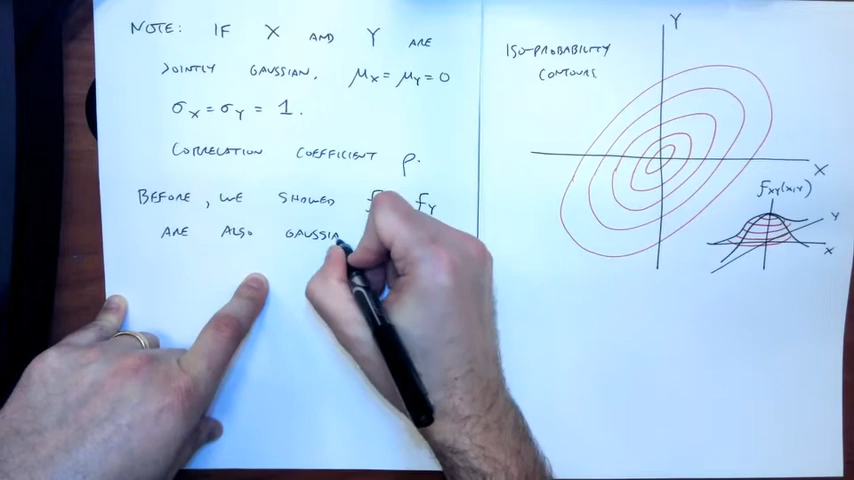 NOTE: IF X AND Y ARE
JOINTLY GAUSSIAN. μX = μY = 0
σX = σY = 1.
CORRELATION COEFFICIENT ρ.
BEFORE, WE SHOWED fY
ARE ALSO GAUSSIA
ISO-PROBABILITY
CONTOURS
Y
X
fXY(x,y)
Y
X